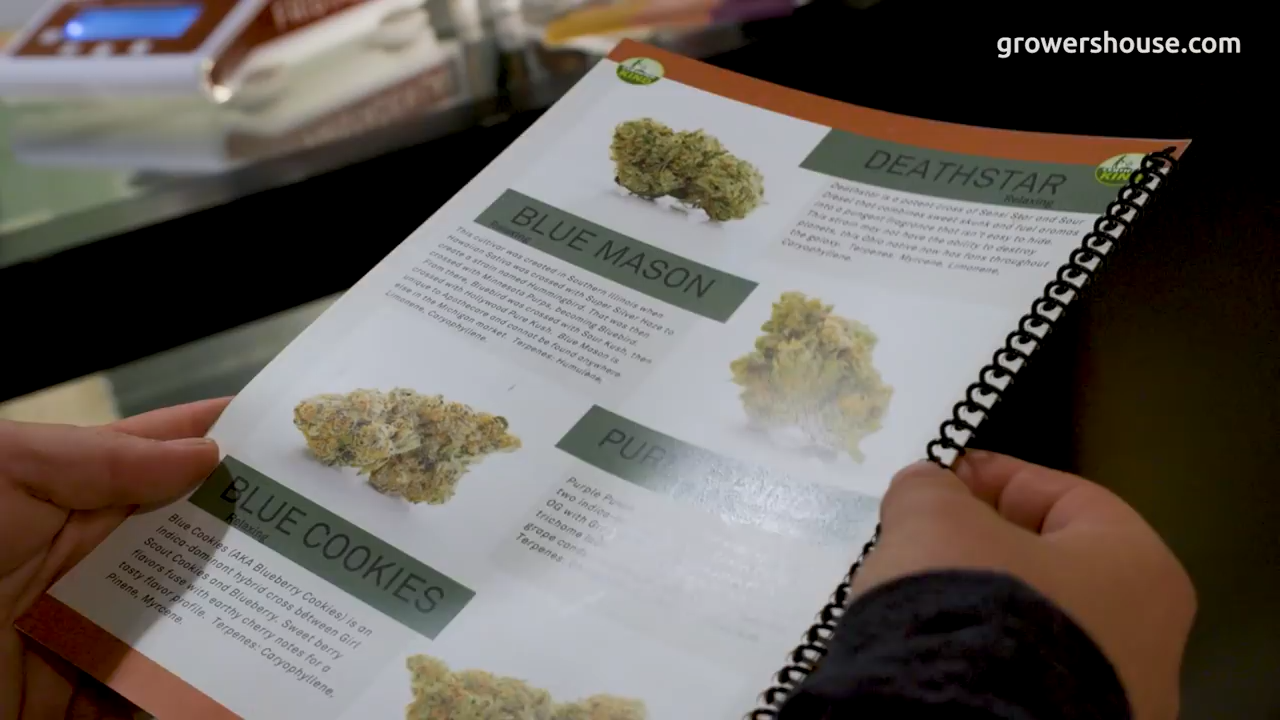 growershouse.com
KING
DEATHSTAR
Relaxing
Deathstar is a potent cross of Sensi Star and Sour
Diesel that combines sweet skunk and fuel aromas
into a pungent fragrance that isn't easy to hide.
This strain may not have the ability to destroy
planets, this Ohio native now has fans throughout
the galaxy. Terpenes: Myrcene, Limonene,
Caryophyllene.
BLUE MASON
Relaxing
This cultivar was created in Southern Illinois when
Hawaiian Sativa was crossed with Super Silver Haze to
create a strain named Hummingbird. That was then
crossed with Minnesota Purps, becoming Bluebird.
From there, Bluebird was crossed with Sour Kush, then
crossed with Hollywood Pure Kush. Blue Mason is
unique to Apothecare and cannot be found anywhere
else in the Michigan market. Terpenes: Humulene,
Limonene, Caryophyllene.
PUR
Purple
two indica
OG with
trichome
grape
Terpenes
BLUE COOKIES
Relaxing
Blue Cookies (AKA Blueberry Cookies) is an
indica-dominant hybrid cross between Girl
Scout Cookies and Blueberry. Sweet berry
flavors fuse with earthy cherry notes for a
tasty flavor profile. Terpenes: Caryophyllene,
Pinene, Myrcene.